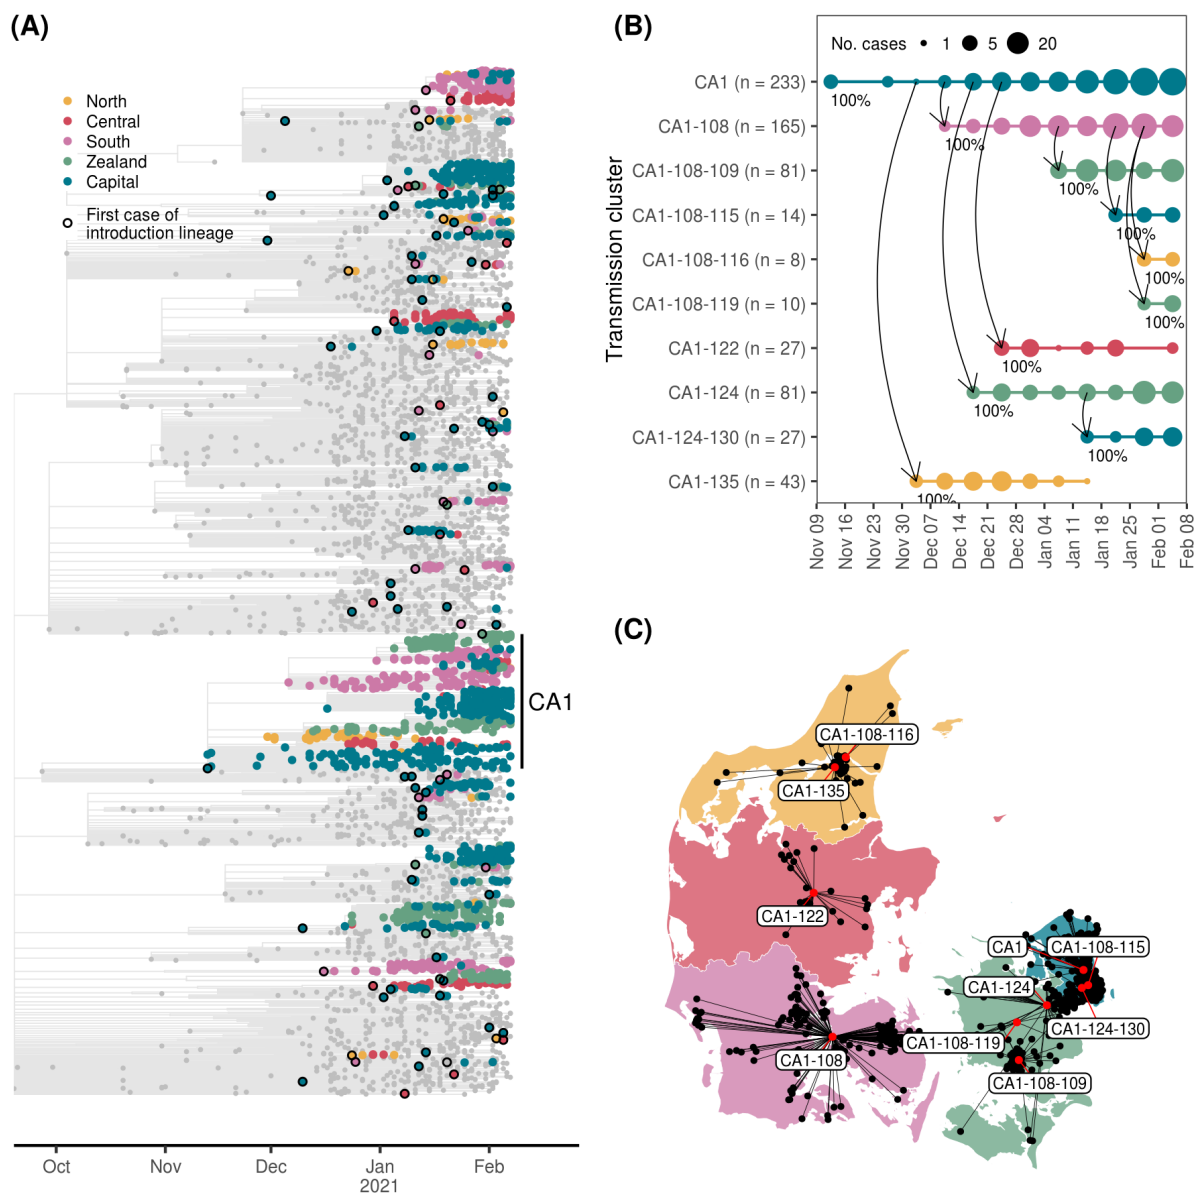 (A)
North
Central
South
Zealand
Capital
First case of
introduction lineage
CA1
Oct
Nov
Dec
Jan
2021
Feb
(B)
No. cases
1
5
20
Transmission cluster
CA1 (n = 233)
CA1-108 (n = 165)
CA1-108-109 (n = 81)
CA1-108-115 (n = 14)
CA1-108-116 (n = 8)
CA1-108-119 (n = 10)
CA1-122 (n = 27)
CA1-124 (n = 81)
CA1-124-130 (n = 27)
CA1-135 (n = 43)
100%
100%
100%
100%
100%
100%
100%
100%
100%
100%
Nov 09
Nov 16
Nov 23
Nov 30
Dec 07
Dec 14
Dec 21
Dec 28
Jan 04
Jan 11
Jan 18
Jan 25
Feb 01
Feb 08
(C)
CA1-108-116
CA1-135
CA1-122
CA1
CA1-108-115
CA1-124
CA1-124-130
CA1-108-119
CA1-108
CA1-108-109